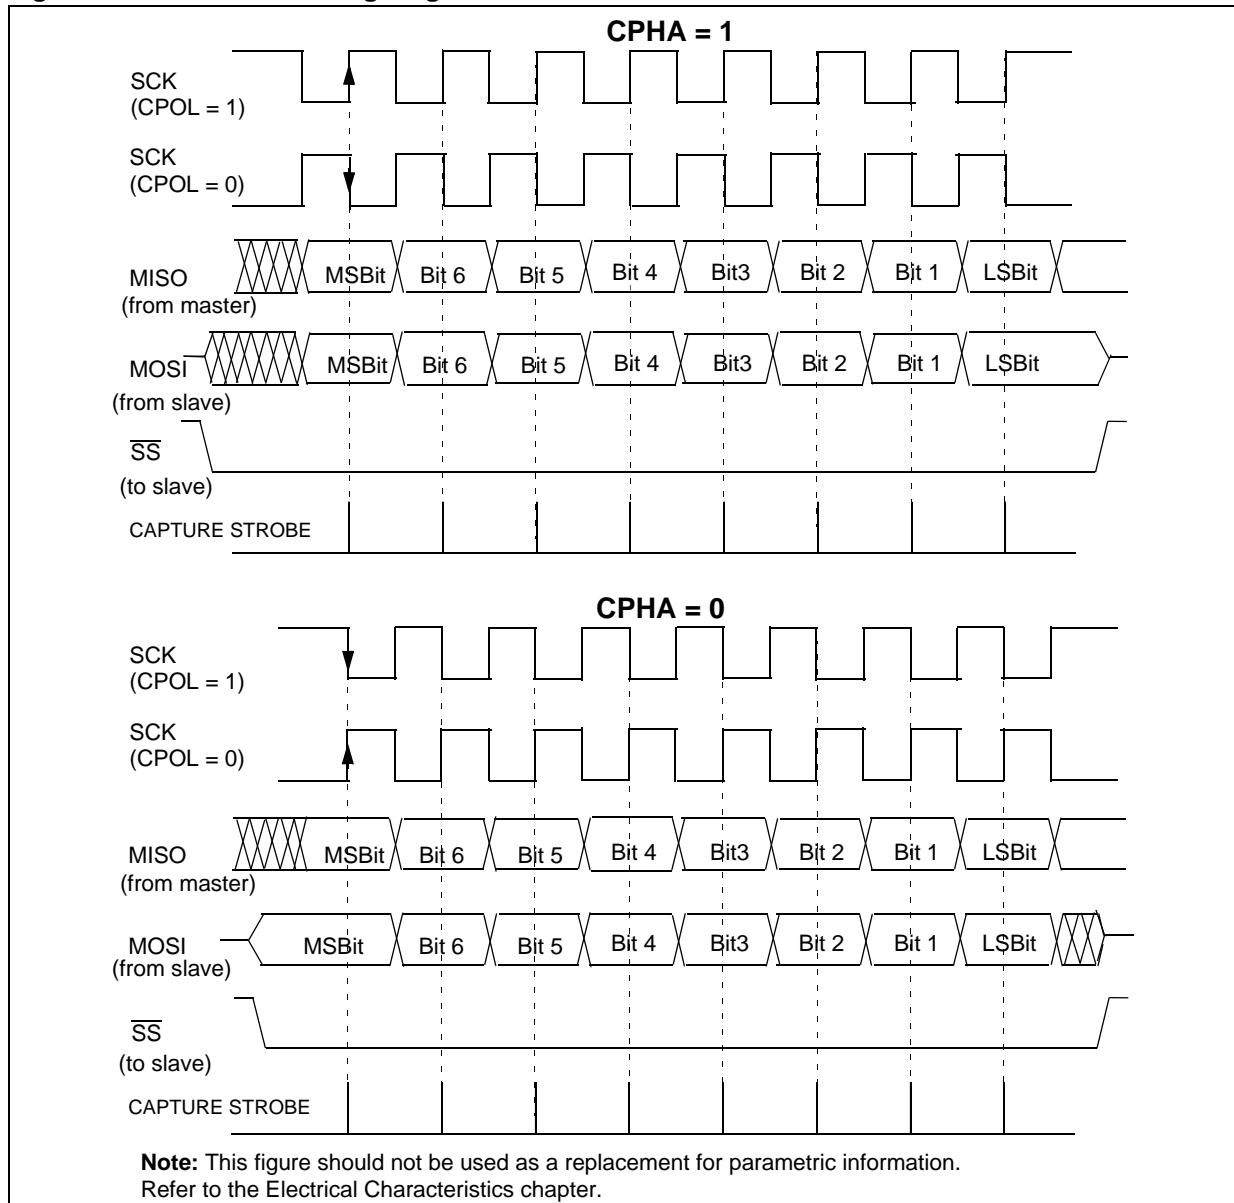 CPHA = 1
SCK
(CPOL = 1)
SCK
(CPOL = 0)
MISO
(from master)
MSBit Bit 6 Bit 5 Bit 4 Bit3 Bit 2 Bit 1 LSBit
MOSI
(from slave)
MSBit Bit 6 Bit 5 Bit 4 Bit3 Bit 2 Bit 1 LSBit
SS
(to slave)
CAPTURE STROBE
CPHA = 0
SCK
(CPOL = 1)
SCK
(CPOL = 0)
MISO
(from master)
MSBit Bit 6 Bit 5 Bit 4 Bit3 Bit 2 Bit 1 LSBit
MOSI
(from slave)
MSBit Bit 6 Bit 5 Bit 4 Bit3 Bit 2 Bit 1 LSBit
SS
(to slave)
CAPTURE STROBE
Note: This figure should not be used as a replacement for parametric information.
Refer to the Electrical Characteristics chapter.